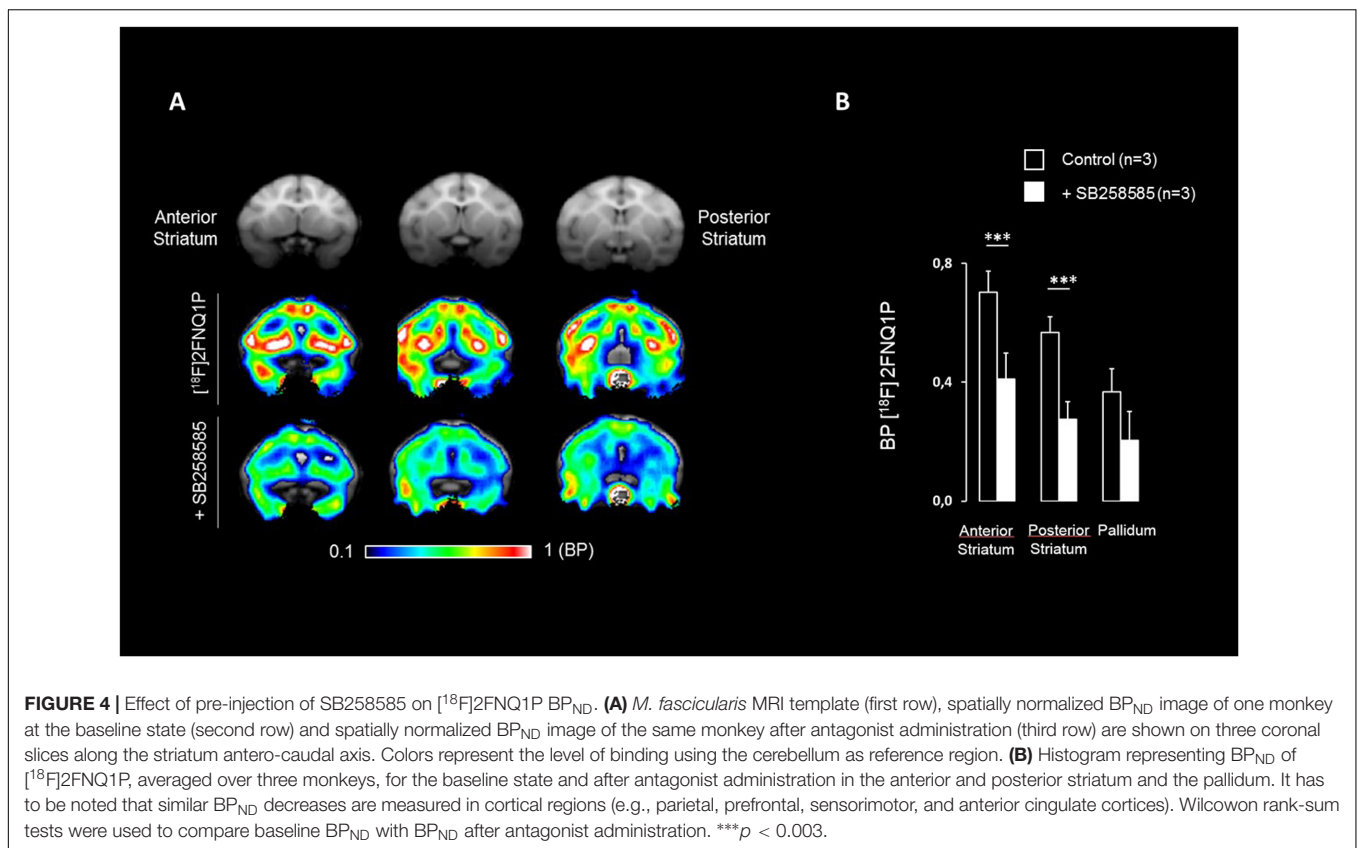 A
B
Control (n=3)
+ SB258585 (n=3)
Anterior
Striatum
Posterior
Striatum
[¹⁸F]2FNQ1P
+ SB258585
0.1
1 (BP)
BP [¹⁸F] 2FNQ1P
***
***
0,8
0,4
0,0
Anterior
Striatum
Posterior
Striatum
Pallidum
FIGURE 4 | Effect of pre-injection of SB258585 on [¹⁸F]2FNQ1P BP_ND. (A) M. fascicularis MRI template (first row), spatially normalized BP_ND image of one monkey
at the baseline state (second row) and spatially normalized BP_ND image of the same monkey after antagonist administration (third row) are shown on three coronal
slices along the striatum antero-caudal axis. Colors represent the level of binding using the cerebellum as reference region. (B) Histogram representing BP_ND of
[¹⁸F]2FNQ1P, averaged over three monkeys, for the baseline state and after antagonist administration in the anterior and posterior striatum and the pallidum. It has
to be noted that similar BP_ND decreases are measured in cortical regions (e.g., parietal, prefrontal, sensorimotor, and anterior cingulate cortices). Wilcowon rank-sum
tests were used to compare baseline BP_ND with BP_ND after antagonist administration. ***p < 0.003.